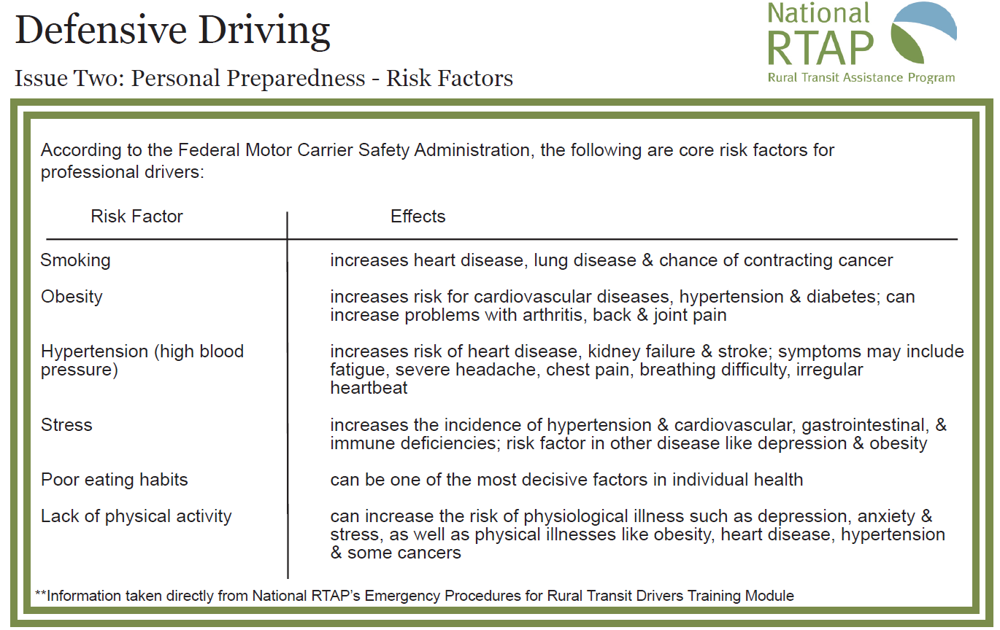 Defensive Driving
National
RTAP
Rural Transit Assistance Program
Issue Two: Personal Preparedness - Risk Factors
According to the Federal Motor Carrier Safety Administration, the following are core risk factors for
professional drivers:
Risk Factor Effects
Smoking increases heart disease, lung disease & chance of contracting cancer
Obesity increases risk for cardiovascular diseases, hypertension & diabetes; can
increase problems with arthritis, back & joint pain
Hypertension (high blood increases risk of heart disease, kidney failure & stroke; symptoms may include
pressure) fatigue, severe headache, chest pain, breathing difficulty, irregular
heartbeat
Stress increases the incidence of hypertension & cardiovascular, gastrointestinal, &
immune deficiencies; risk factor in other disease like depression & obesity
Poor eating habits can be one of the most decisive factors in individual health
Lack of physical activity can increase the risk of physiological illness such as depression, anxiety &
stress, as well as physical illnesses like obesity, heart disease, hypertension
& some cancers
**Information taken directly from National RTAP's Emergency Procedures for Rural Transit Drivers Training Module